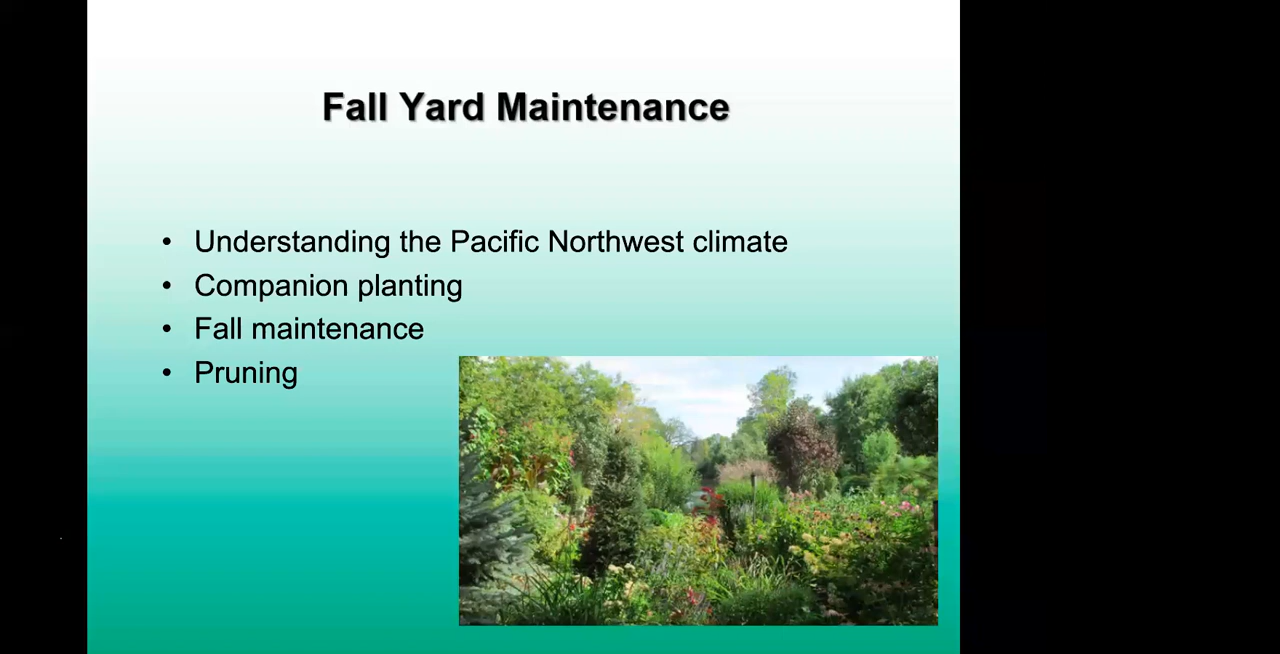 Fall Yard Maintenance
• Understanding the Pacific Northwest climate
• Companion planting
• Fall maintenance
• Pruning